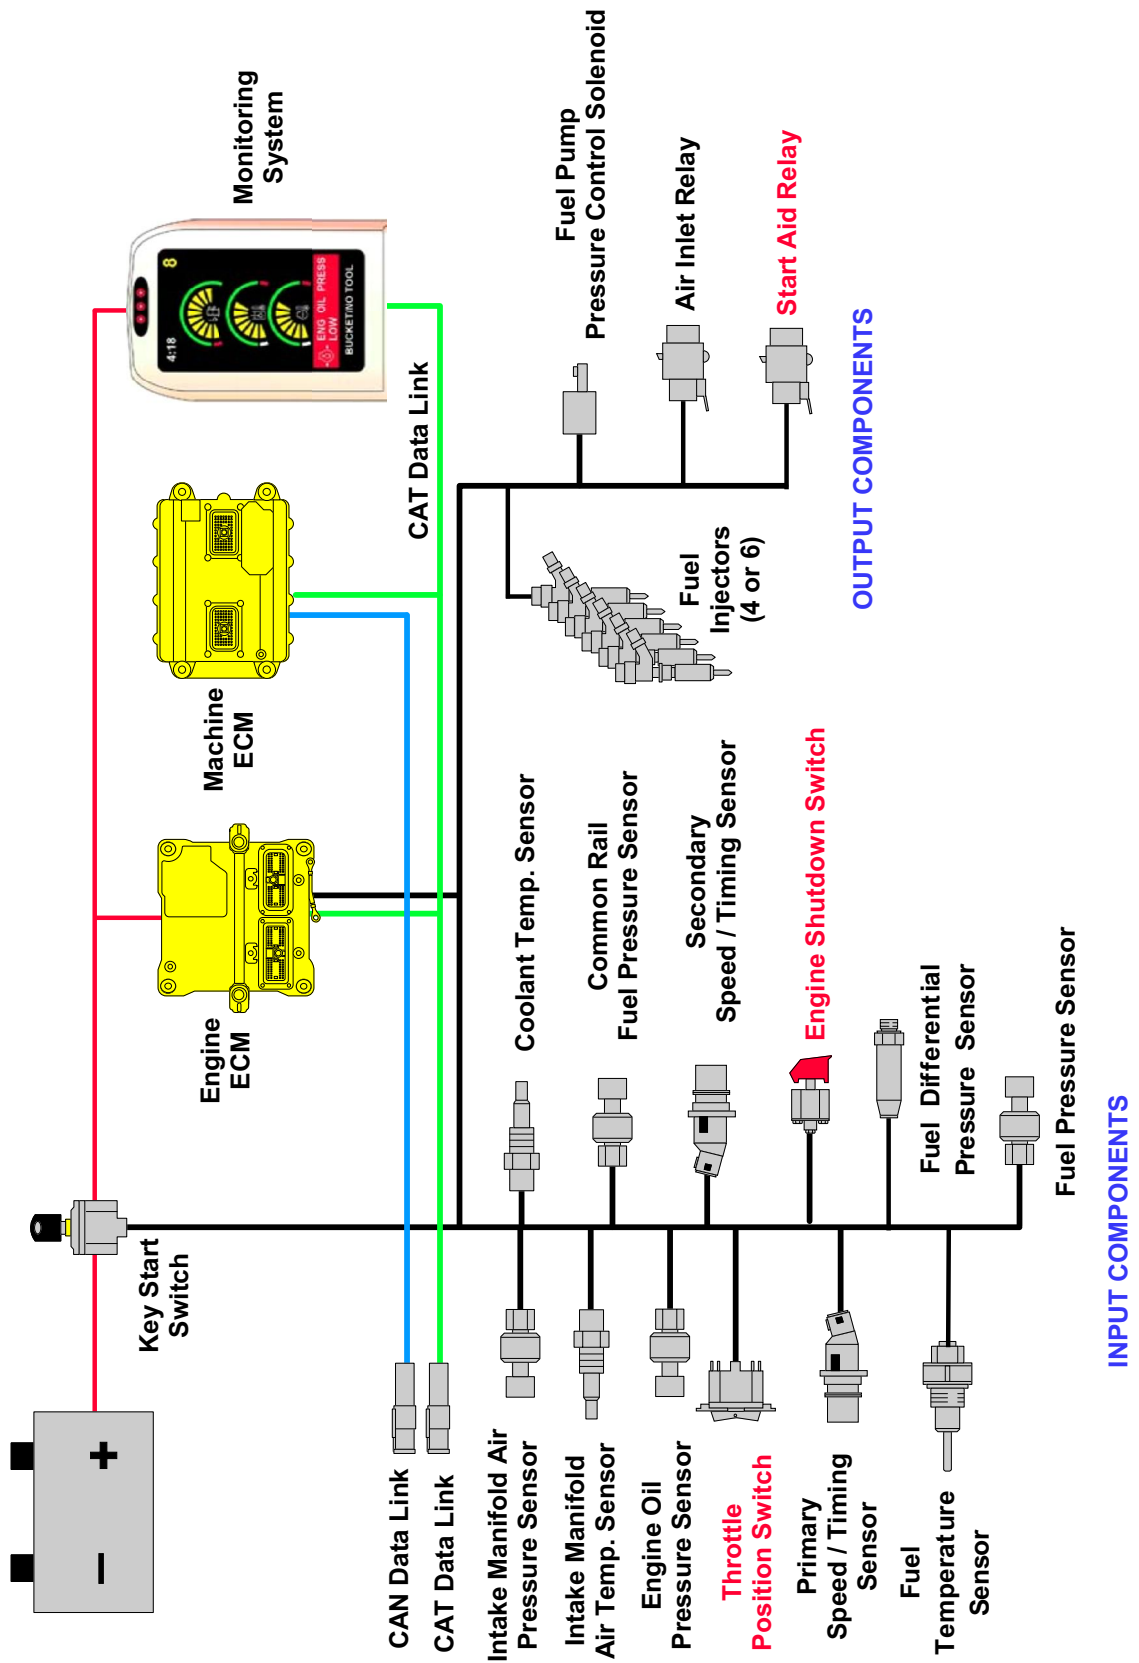 Monitoring
System
4:18
8
ENG OIL PRESS
LOW
BUCKET/NO TOOL
Machine
ECM
Engine
ECM
Key Start
Switch
+
−
CAT Data Link
CAN Data Link
CAT Data Link
Fuel Pump
Pressure Control Solenoid
Air Inlet Relay
Start Aid Relay
Fuel
Injectors
(4 or 6)
OUTPUT COMPONENTS
Coolant Temp. Sensor
Common Rail
Fuel Pressure Sensor
Secondary
Speed / Timing Sensor
Engine Shutdown Switch
Fuel Differential
Pressure Sensor
Fuel Pressure Sensor
Intake Manifold Air
Pressure Sensor
Intake Manifold
Air Temp. Sensor
Engine Oil
Pressure Sensor
Throttle
Position Switch
Primary
Speed / Timing
Sensor
Fuel
Temperature
Sensor
INPUT COMPONENTS